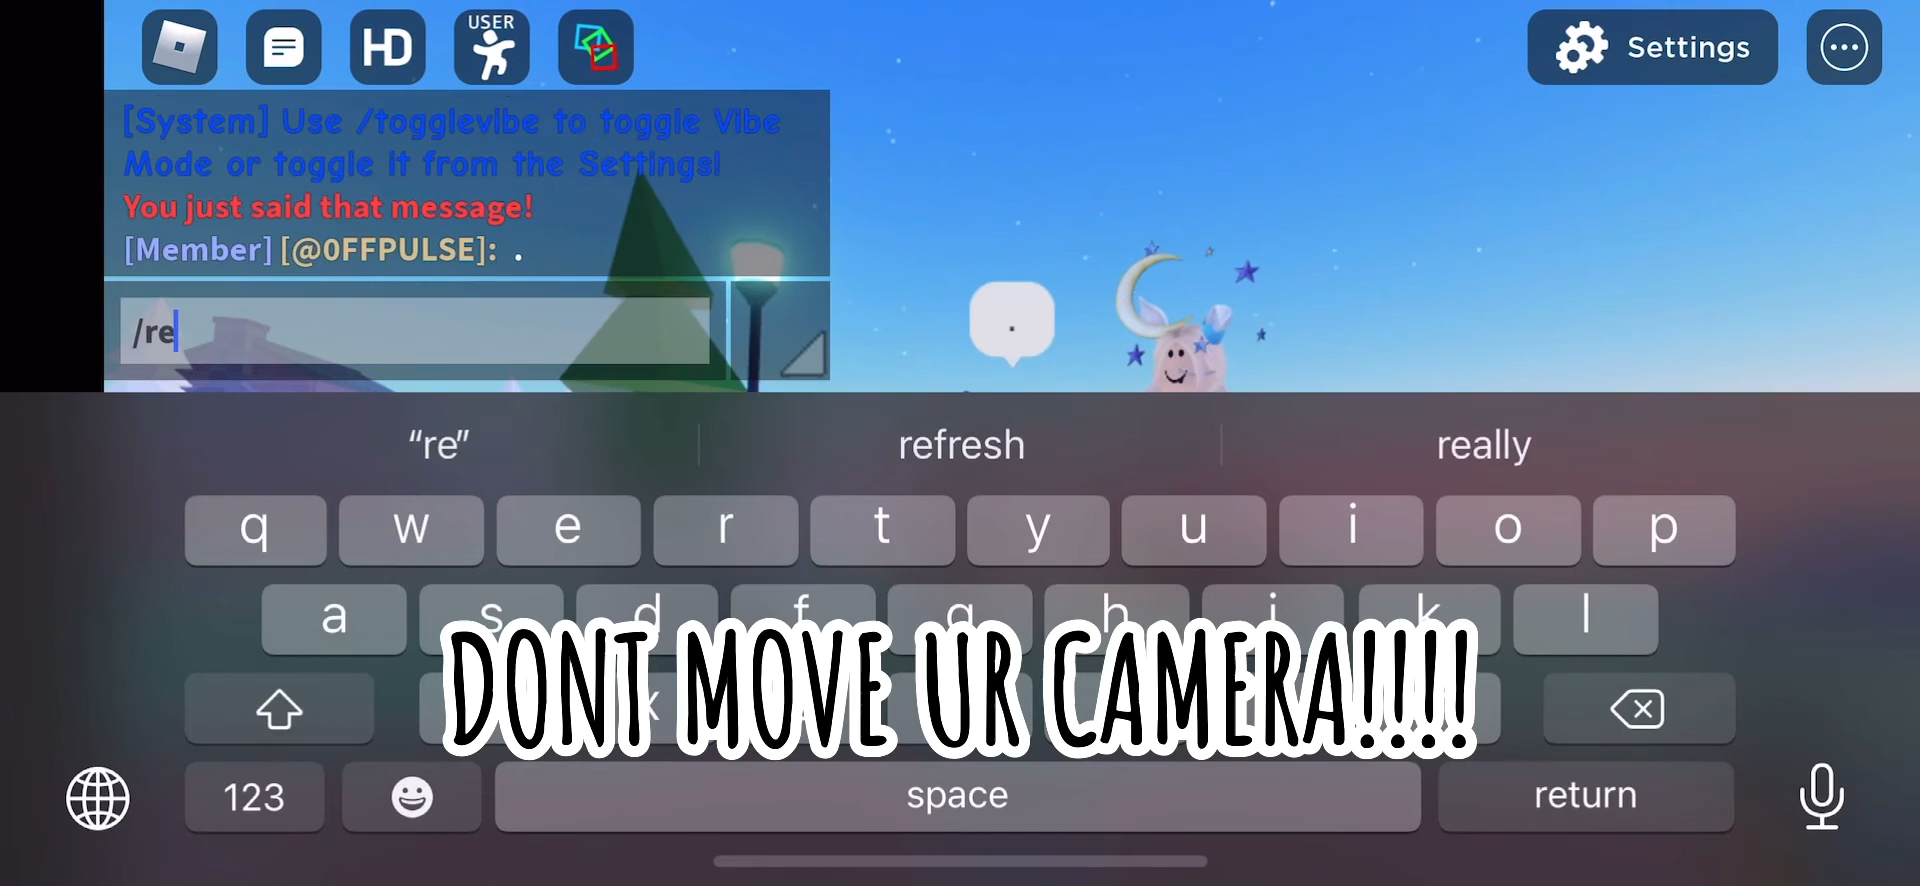 HD
USER
Settings
[System] Use /togglevibe to toggle Vibe
Mode or toggle it from the Settings!
You just said that message!
[Member] [@0FFPULSE]: .
/re
.
“re” refresh really
q w e r t y u i o p
a s d f g h j k l
x
DONT MOVE UR CAMERA!!!!
123 space return